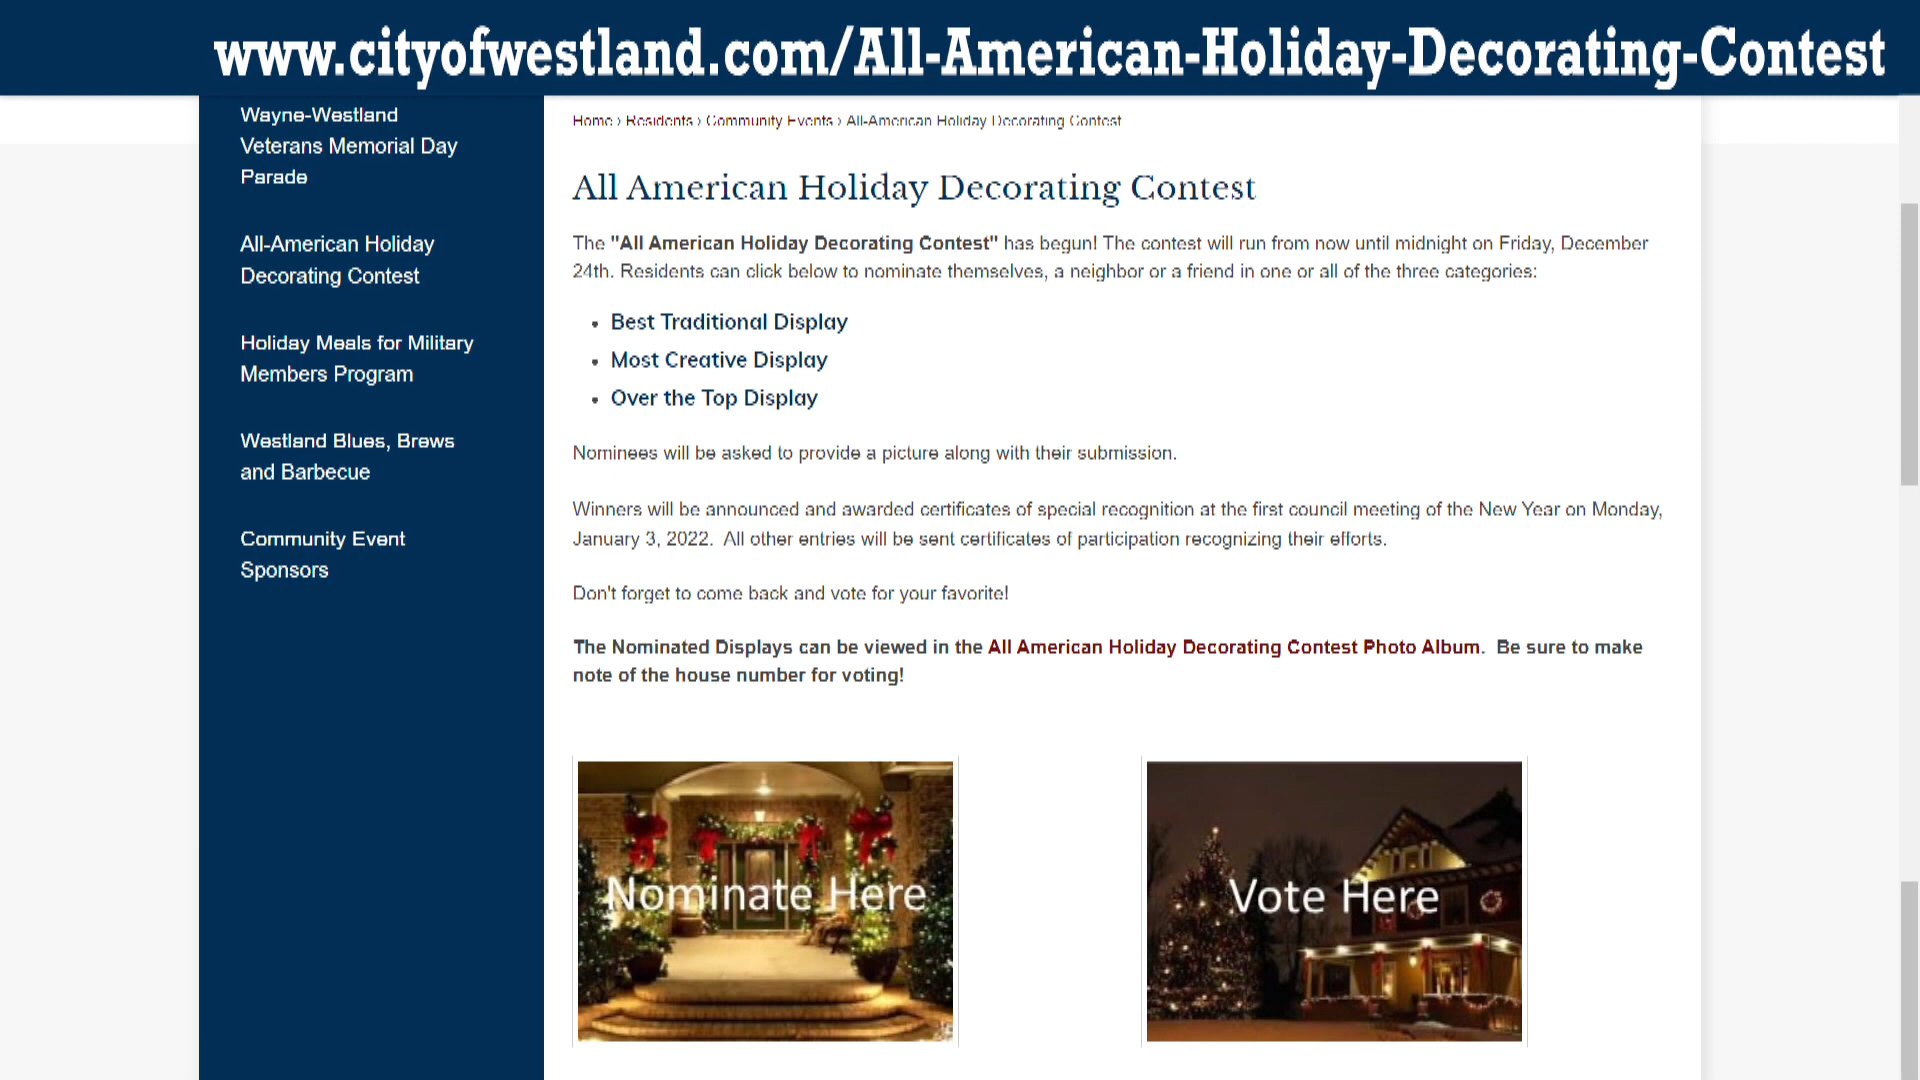 www.cityofwestland.com/All-American-Holiday-Decorating-Contest
Wayne-Westland
Veterans Memorial Day
Parade
All-American Holiday
Decorating Contest
Holiday Meals for Military
Members Program
Westland Blues, Brews
and Barbecue
Community Event
Sponsors
Home › Residents › Community Events › All-American Holiday Decorating Contest
All American Holiday Decorating Contest
The "All American Holiday Decorating Contest" has begun! The contest will run from now until midnight on Friday, December
24th. Residents can click below to nominate themselves, a neighbor or a friend in one or all of the three categories:
• Best Traditional Display
• Most Creative Display
• Over the Top Display
Nominees will be asked to provide a picture along with their submission.
Winners will be announced and awarded certificates of special recognition at the first council meeting of the New Year on Monday,
January 3, 2022.  All other entries will be sent certificates of participation recognizing their efforts.
Don't forget to come back and vote for your favorite!
The Nominated Displays can be viewed in the All American Holiday Decorating Contest Photo Album.  Be sure to make
note of the house number for voting!
Nominate Here
Vote Here